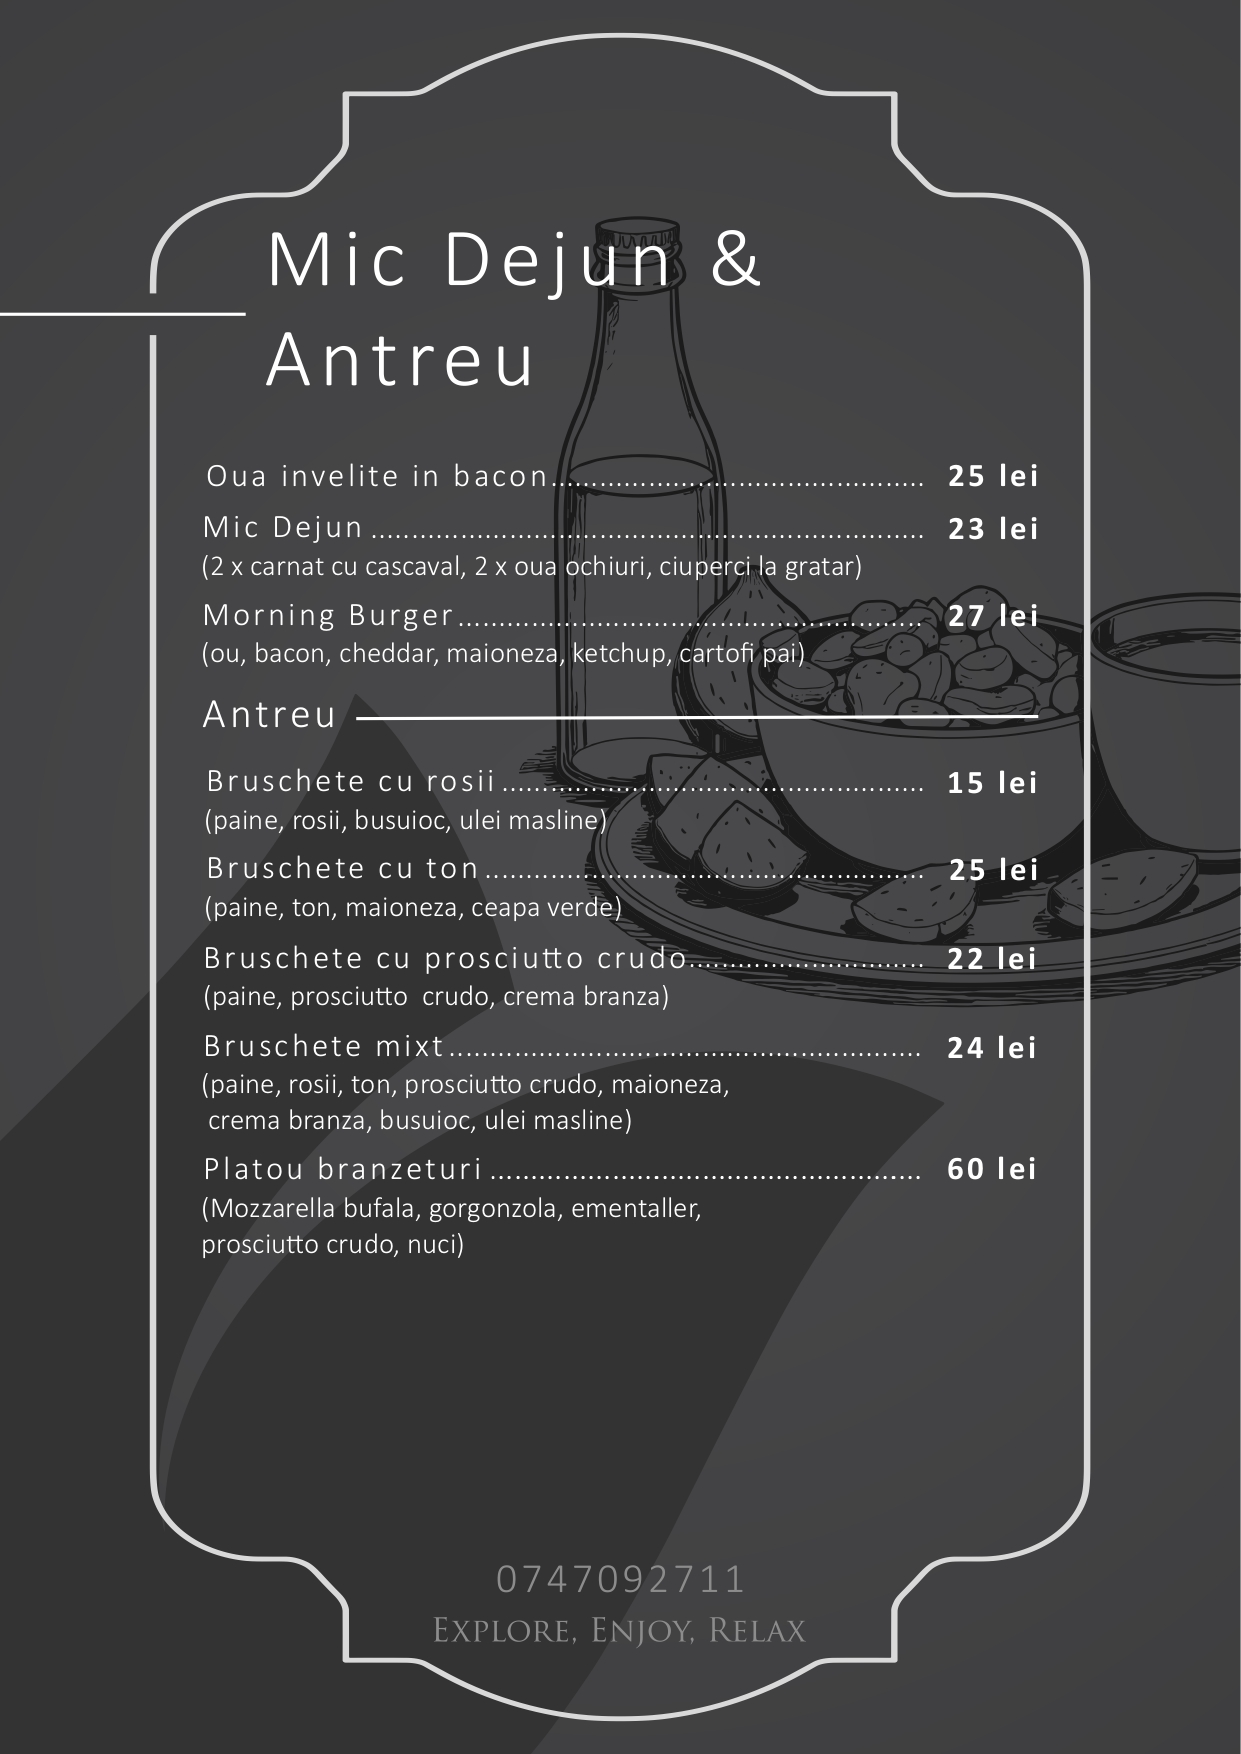 Mic Dejun &
Antreu
Oua invelite in bacon.............................................. 25 lei
Mic Dejun .................................................................... 23 lei
(2 x carnat cu cascaval, 2 x oua ochiuri, ciuperci la gratar)
Morning Burger......................................................... 27 lei
(ou, bacon, cheddar, maioneza, ketchup, cartofi pai)
Antreu
Bruschete cu rosii .................................................... 15 lei
(paine, rosii, busuioc, ulei masline)
Bruschete cu ton ...................................................... 25 lei
(paine, ton, maioneza, ceapa verde)
Bruschete cu prosciutto crudo............................. 22 lei
(paine, prosciutto  crudo, crema branza)
Bruschete mixt .......................................................... 24 lei
(paine, rosii, ton, prosciutto crudo, maioneza,
crema branza, busuioc, ulei masline)
Platou branzeturi ..................................................... 60 lei
(Mozzarella bufala, gorgonzola, ementaller,
prosciutto crudo, nuci)
0747092711
Explore, Enjoy, Relax